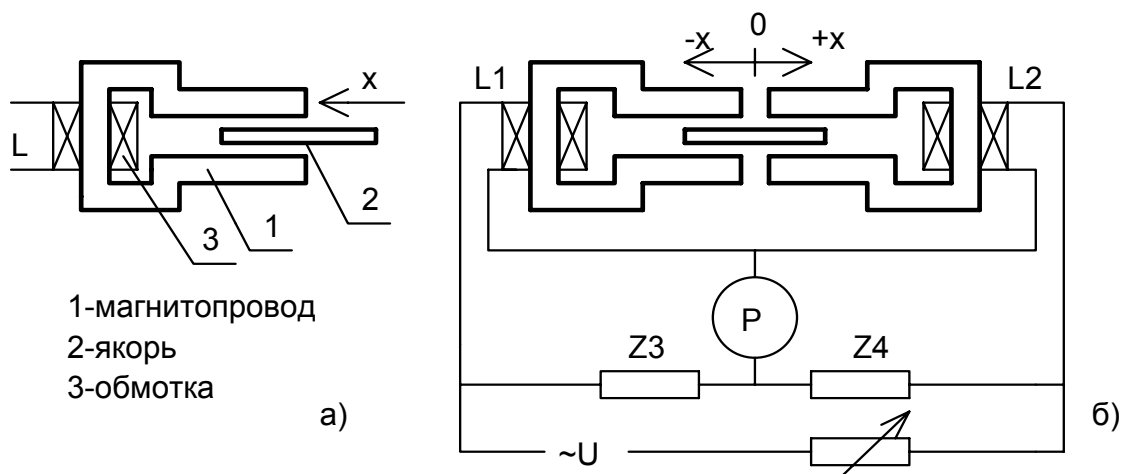 x
L
3
1
2
1-магнитопровод
2-якорь
3-обмотка
а)
0
-x
+x
L1
L2
P
Z3
Z4
~U
б)